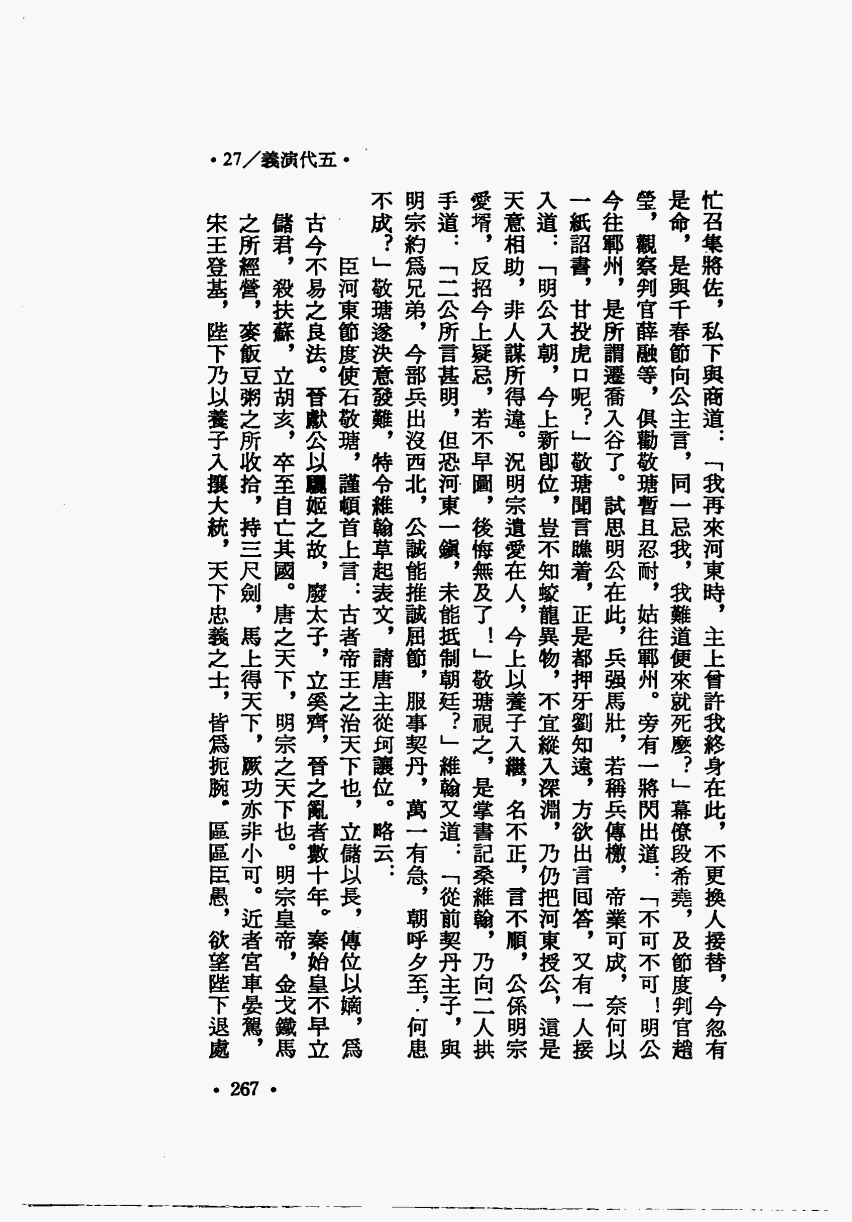 •27／義演代五•
忙召集將佐，私下與商道：「我再來河東時，主上曾許我終身在此，不更換人接替，今忽有
是命，是與千春節向公主言，同一忌我，我難道便來就死麼？」幕僚段希堯，及節度判官趙
瑩，觀察判官薛融等，俱勸敬瑭暫且忍耐，姑往鄆州。旁有一將閃出道：「不可不可！明公
今往鄆州，是所謂遷喬入谷了。試思明公在此，兵强馬壯，若稱兵傳檄，帝業可成，奈何以
一紙詔書，甘投虎口呢？」敬瑭聞言瞧着，正是都押牙劉知遠，方欲出言回答，又有一人接
入道：「明公入朝，今上新卽位，豈不知蛟龍異物，不宜縱入深淵，乃仍把河東授公，這是
天意相助，非人謀所得違。況明宗遺愛在人，今上以養子入繼，名不正，言不順，公係明宗
愛壻，反招今上疑忌，若不早圖，後悔無及了！」敬瑭視之，是掌書記桑維翰，乃向二人拱
手道：「二公所言甚明，但恐河東一鎭，未能抵制朝廷？」維翰又道：「從前契丹主子，與
明宗約爲兄弟，今部兵出沒西北，公誠能推誠屈節，服事契丹，萬一有急，朝呼夕至，何患
不成？」敬瑭遂決意發難，特令維翰草起表文，請唐主從珂讓位。略云：
臣河東節度使石敬瑭，謹頓首上言：古者帝王之治天下也，立儲以長，傳位以嫡，爲
古今不易之良法。晉獻公以驪姬之故，廢太子，立奚齊，晉之亂者數十年。秦始皇不早立
儲君，殺扶蘇，立胡亥，卒至自亡其國。唐之天下，明宗之天下也。明宗皇帝，金戈鐵馬
之所經營，麥飯豆粥之所收拾，持三尺劍，馬上得天下，厥功亦非小可。近者宮車晏駕，
宋王登基，陛下乃以養子入攘大統，天下忠義之士，皆爲扼腕。區區臣愚，欲望陛下退處
•267•